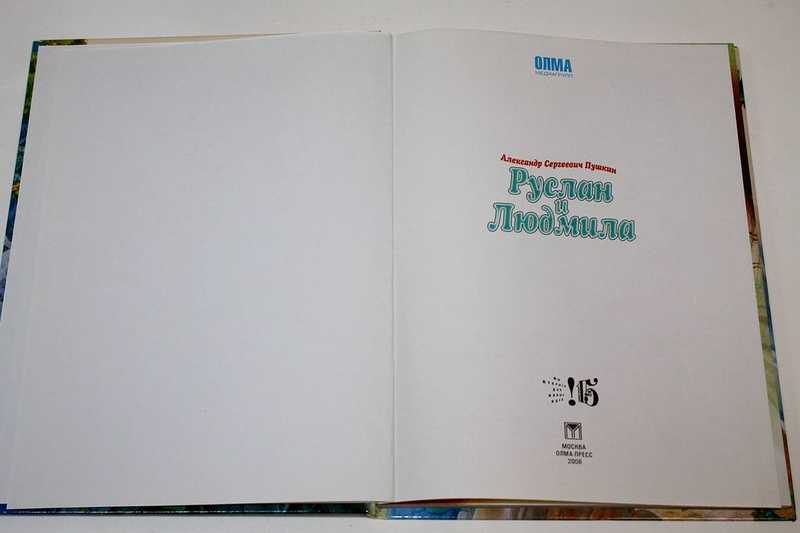 ОЛМА
МЕДИАГРУПП
Александр Сергеевич Пушкин
Руслан
и
Людмила
!Б
МОСКВА
ОЛМА-ПРЕСС
2006